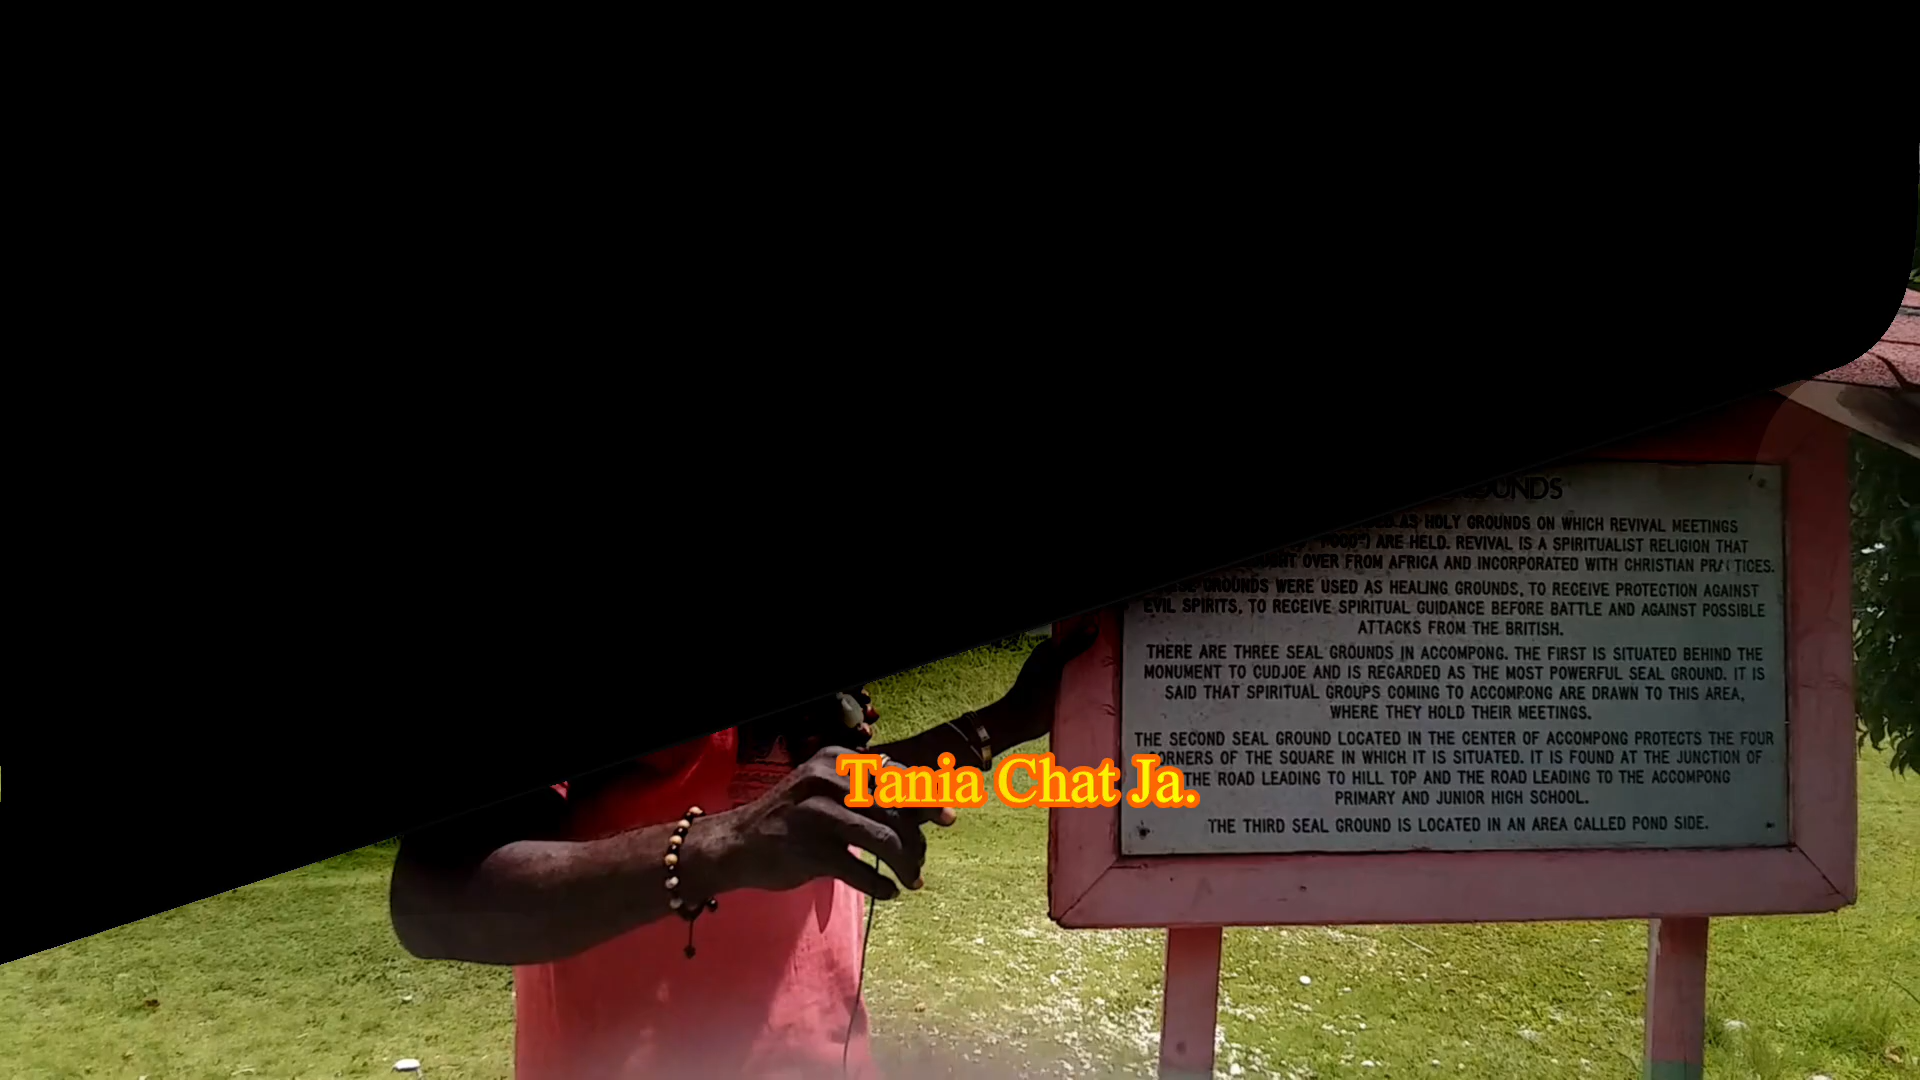 HOLY GROUNDS ON WHICH REVIVAL MEETINGS
ARE HELD. REVIVAL IS A SPIRITUALIST RELIGION THAT
OVER FROM AFRICA AND INCORPORATED WITH CHRISTIAN PRACTICES.
GROUNDS WERE USED AS HEALING GROUNDS, TO RECEIVE PROTECTION AGAINST
EVIL SPIRITS, TO RECEIVE SPIRITUAL GUIDANCE BEFORE BATTLE AND AGAINST POSSIBLE
ATTACKS FROM THE BRITISH.
THERE ARE THREE SEAL GROUNDS IN ACCOMPONG. THE FIRST IS SITUATED BEHIND THE
MONUMENT TO CUDJOE AND IS REGARDED AS THE MOST POWERFUL SEAL GROUND. IT IS
SAID THAT SPIRITUAL GROUPS COMING TO ACCOMPONG ARE DRAWN TO THIS AREA,
WHERE THEY HOLD THEIR MEETINGS.
THE SECOND SEAL GROUND LOCATED IN THE CENTER OF ACCOMPONG PROTECTS THE FOUR
CORNERS OF THE SQUARE IN WHICH IT IS SITUATED. IT IS FOUND AT THE JUNCTION OF
THE ROAD LEADING TO HILL TOP AND THE ROAD LEADING TO THE ACCOMPONG
PRIMARY AND JUNIOR HIGH SCHOOL.
THE THIRD SEAL GROUND IS LOCATED IN AN AREA CALLED POND SIDE.
Tania Chat Ja.